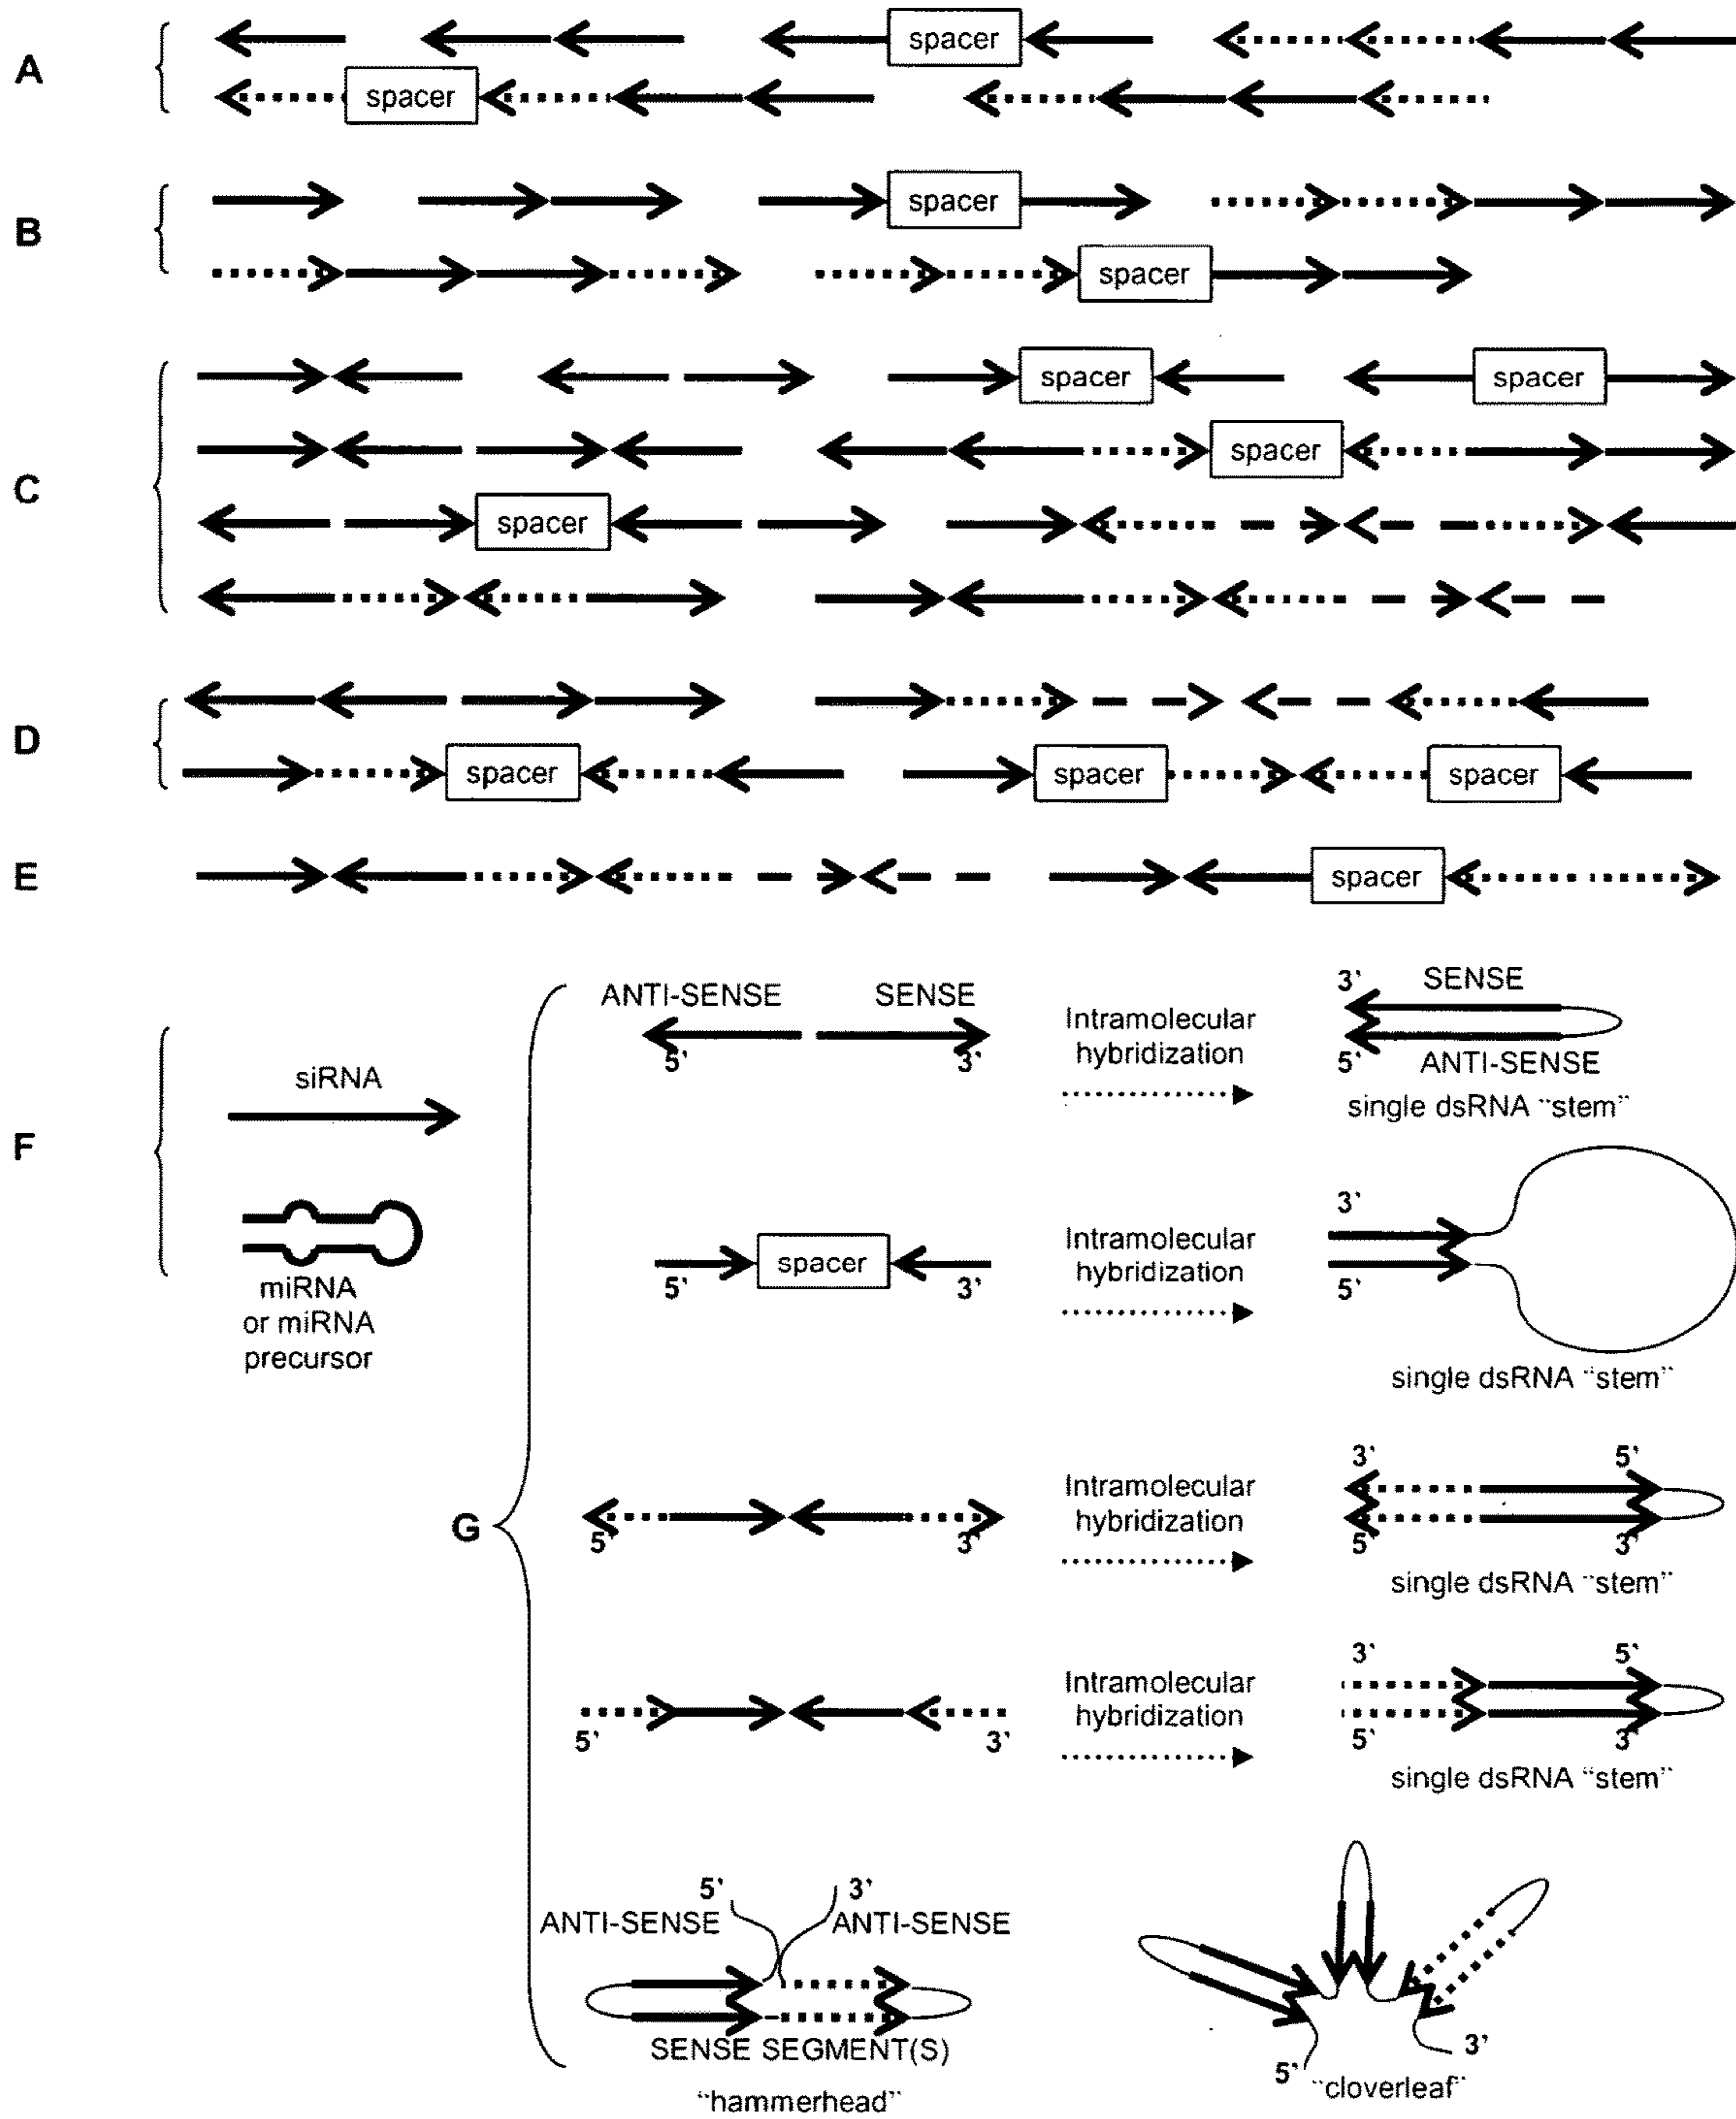 A
spacer
spacer
B
spacer
spacer
C
spacer
spacer
spacer
spacer
D
spacer
spacer
spacer
E
spacer
F
siRNA
miRNA
or miRNA
precursor
G
ANTI-SENSE SENSE
5' 3'
Intramolecular
hybridization
3' SENSE
5' ANTI-SENSE
single dsRNA "stem"
spacer
5' 3'
Intramolecular
hybridization
3'
5'
single dsRNA "stem"
5' 3'
Intramolecular
hybridization
3' 5'
5' 3'
single dsRNA "stem"
5' 3'
Intramolecular
hybridization
3' 5'
5' 3'
single dsRNA "stem"
5' 3'
ANTI-SENSE ANTI-SENSE
SENSE SEGMENT(S)
"hammerhead"
5' 3'
"cloverleaf"